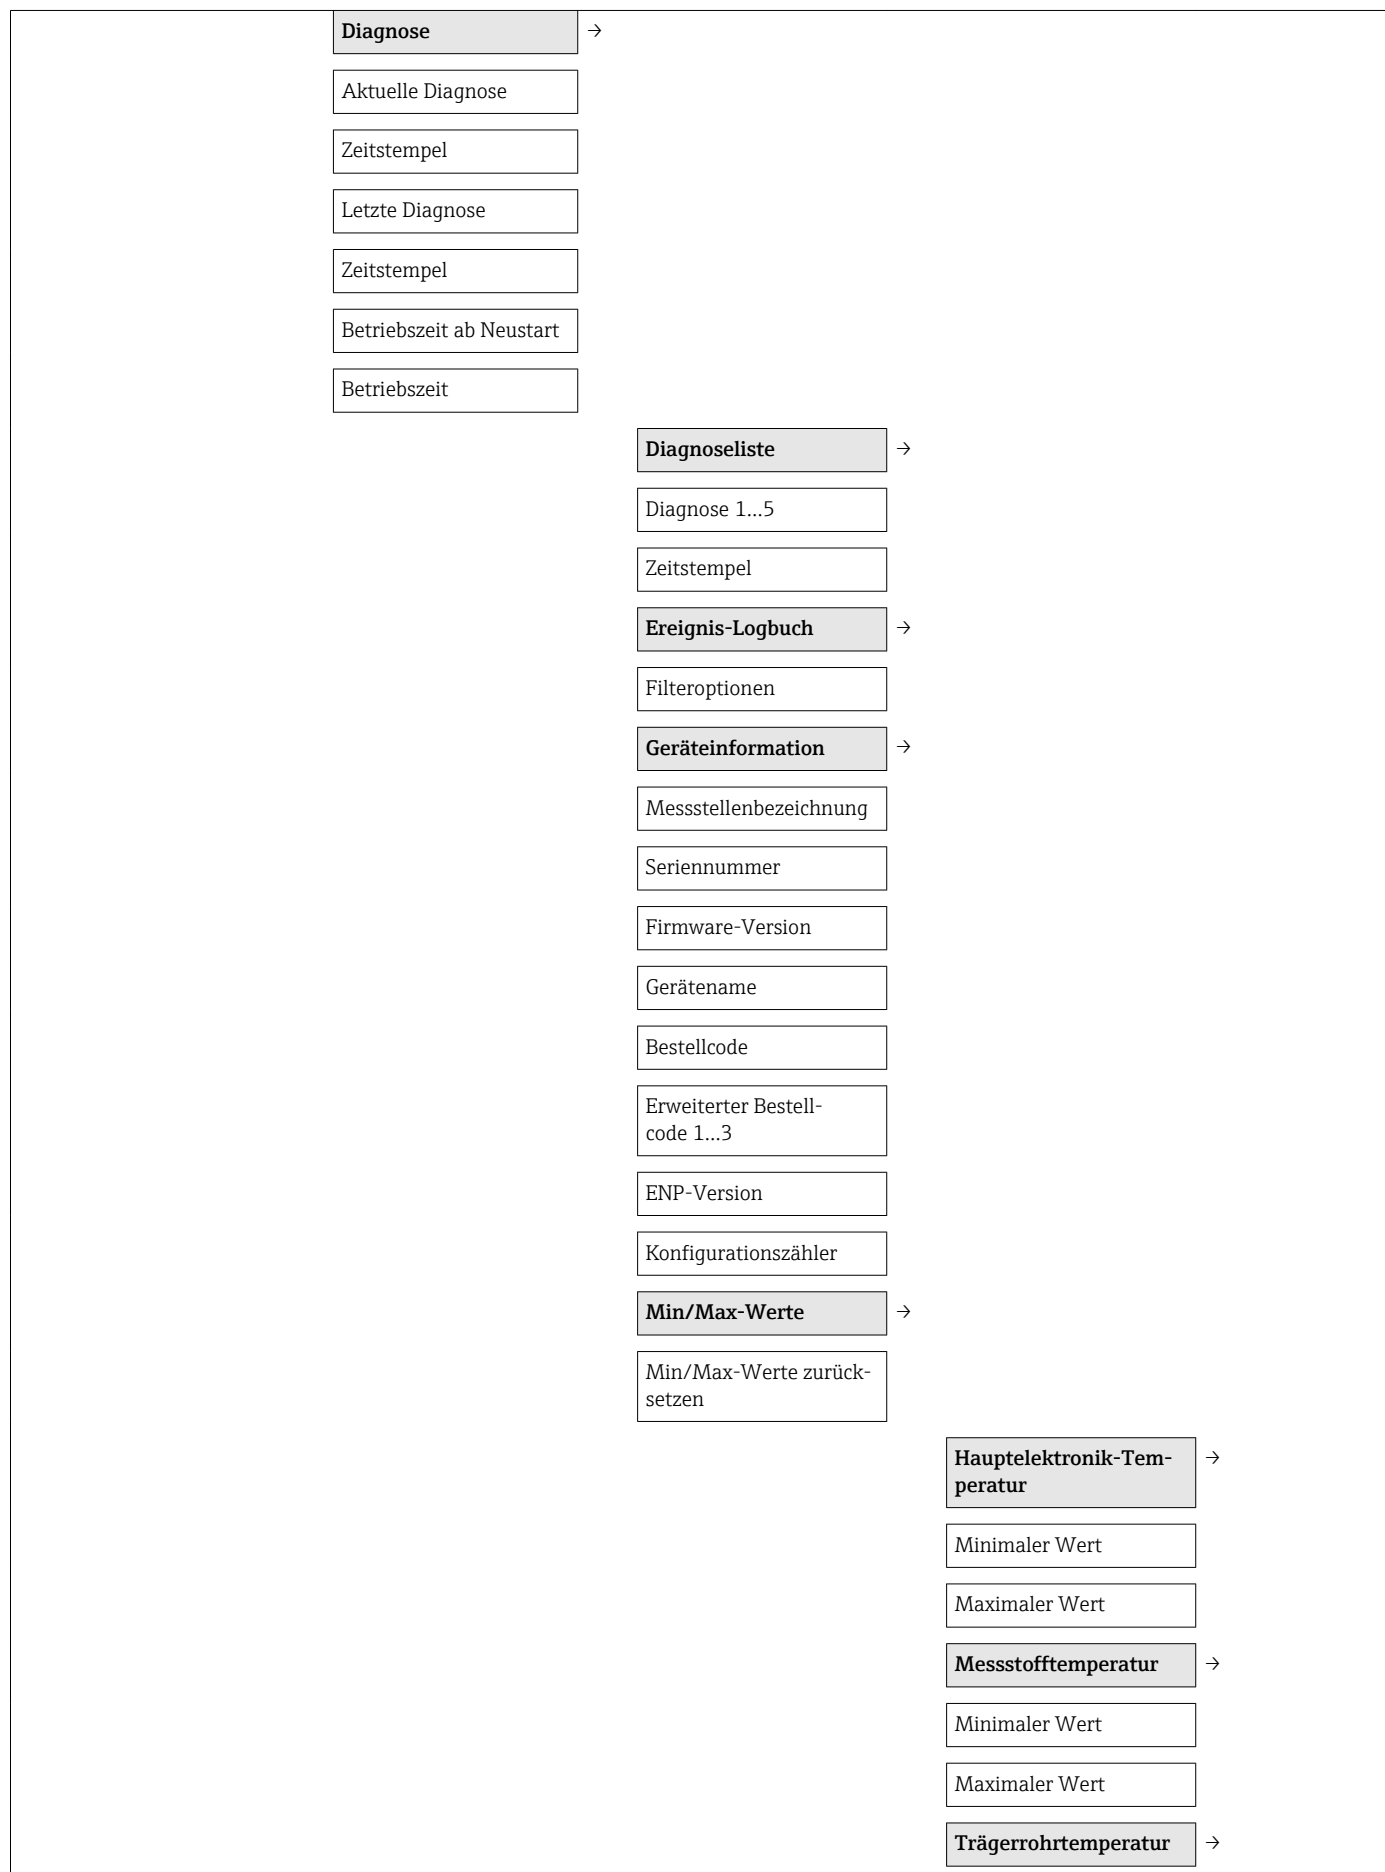 Diagnose →
Aktuelle Diagnose
Zeitstempel
Letzte Diagnose
Zeitstempel
Betriebszeit ab Neustart
Betriebszeit
Diagnoseliste →
Diagnose 1...5
Zeitstempel
Ereignis-Logbuch →
Filteroptionen
Geräteinformation →
Messstellenbezeichnung
Seriennummer
Firmware-Version
Gerätename
Bestellcode
Erweiterter Bestell-
code 1...3
ENP-Version
Konfigurationszähler
Min/Max-Werte →
Min/Max-Werte zurück-
setzen
Hauptelektronik-Tem- →
peratur
Minimaler Wert
Maximaler Wert
Messstofftemperatur →
Minimaler Wert
Maximaler Wert
Trägerrohrtemperatur →